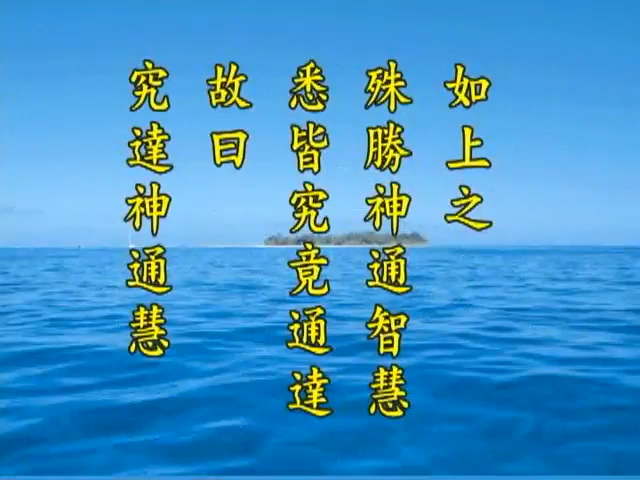 如上之
殊勝神通智慧
悉皆究竟通達
故曰
究達神通慧